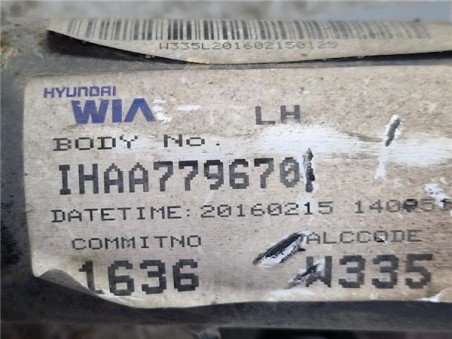 W335L201602150129
HYUNDAI
WIA LH
BODY No.
IHAA779670
DATETIME: 20160215
COMMITNO ALCCODE
1636 W335